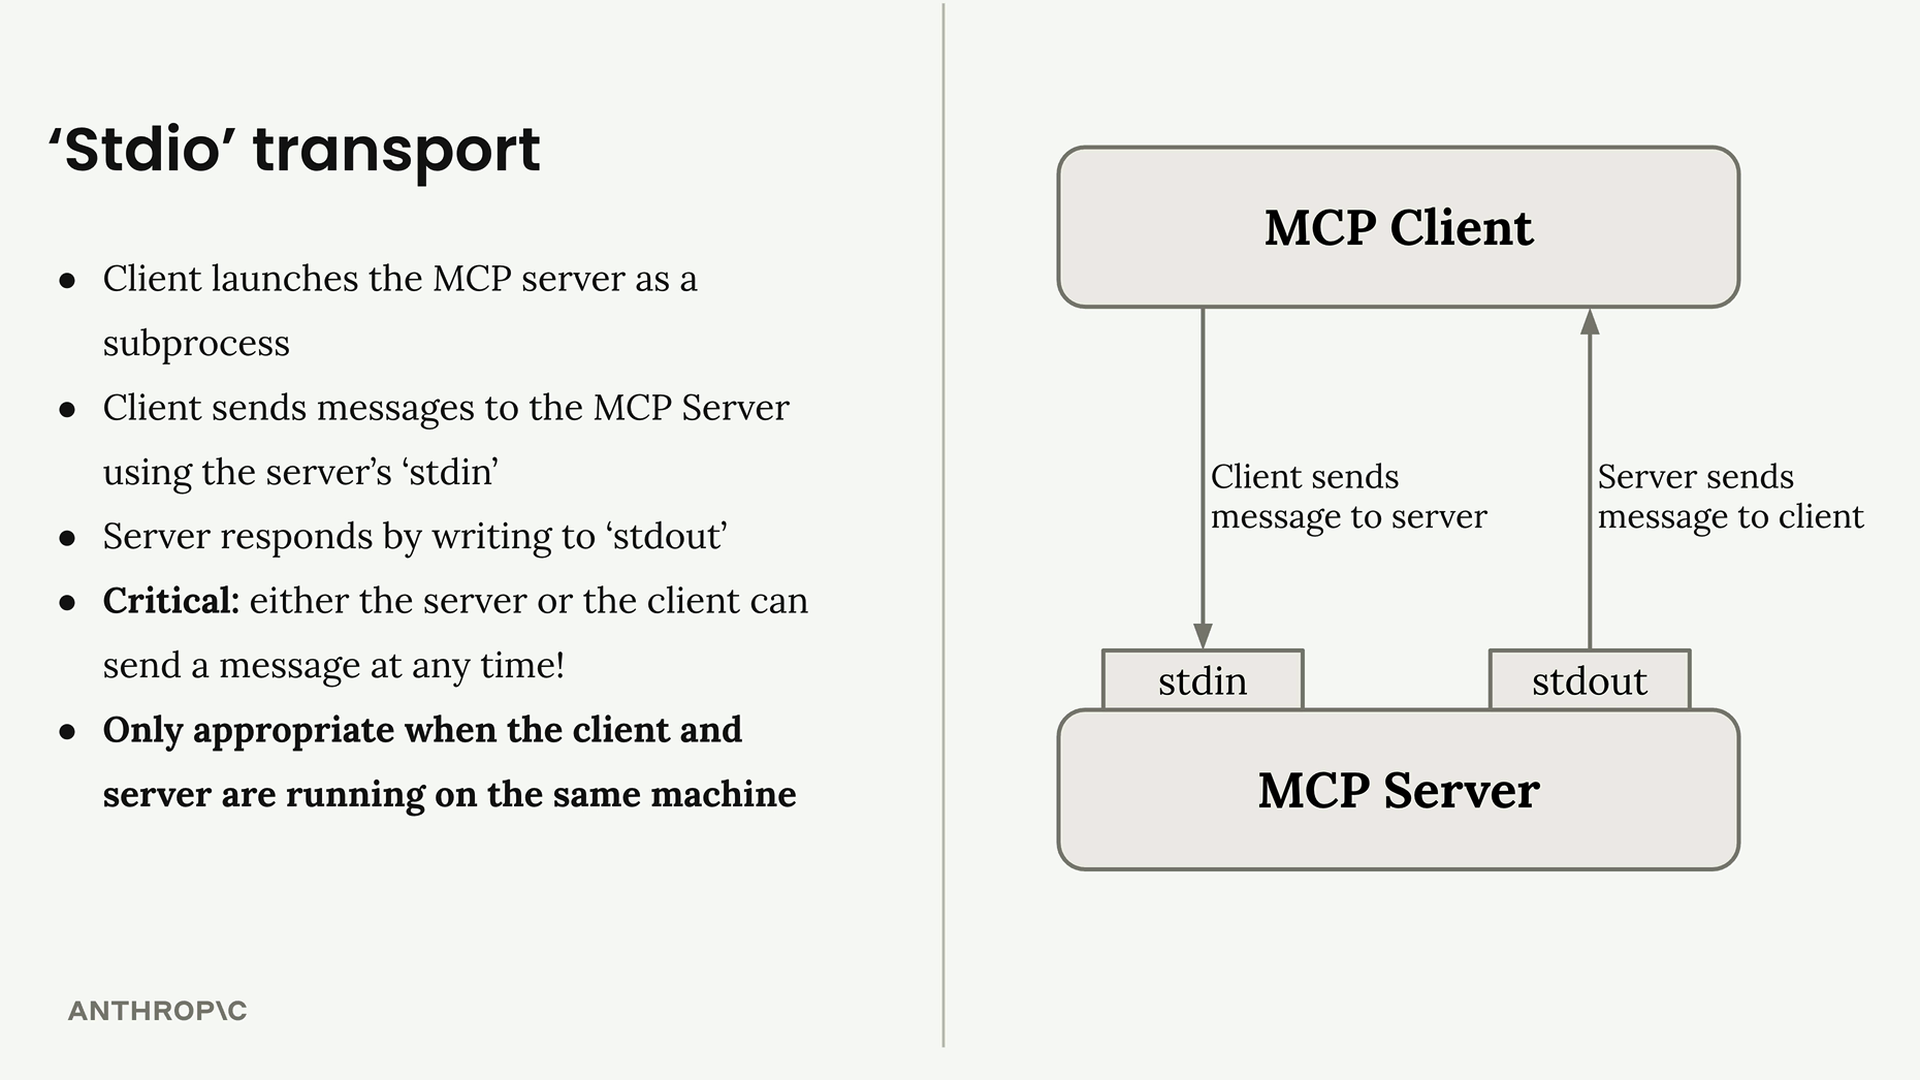 ‘Stdio’ transport
● Client launches the MCP server as a
subprocess
● Client sends messages to the MCP Server
using the server’s ‘stdin’
● Server responds by writing to ‘stdout’
● Critical: either the server or the client can
send a message at any time!
● Only appropriate when the client and
server are running on the same machine
ANTHROP\C
MCP Client
Client sends
message to server
Server sends
message to client
stdin
stdout
MCP Server